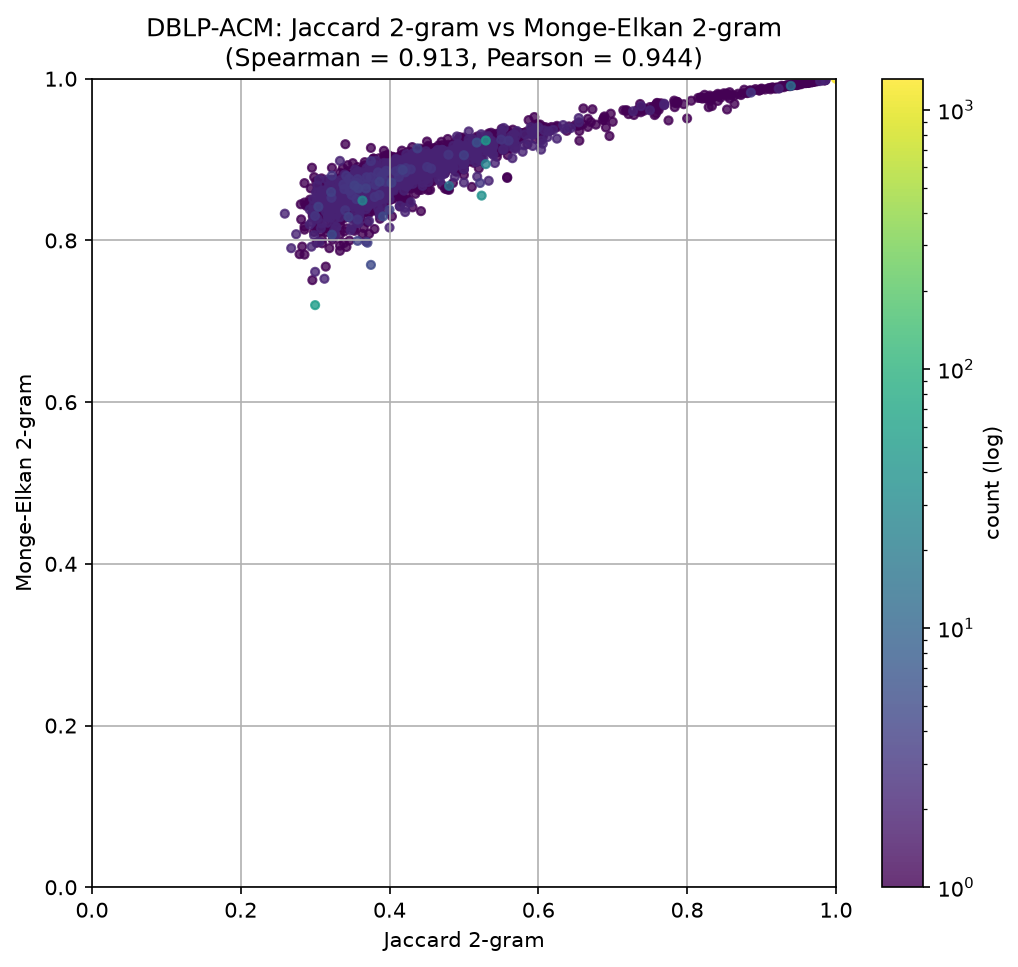 DBLP-ACM: Jaccard 2-gram vs Monge-Elkan 2-gram
(Spearman = 0.913, Pearson = 0.944)
1.0
0.8
0.6
0.4
0.2
0.0
Monge-Elkan 2-gram
0.0 0.2 0.4 0.6 0.8 1.0
Jaccard 2-gram
10³
10²
10¹
10⁰
count (log)